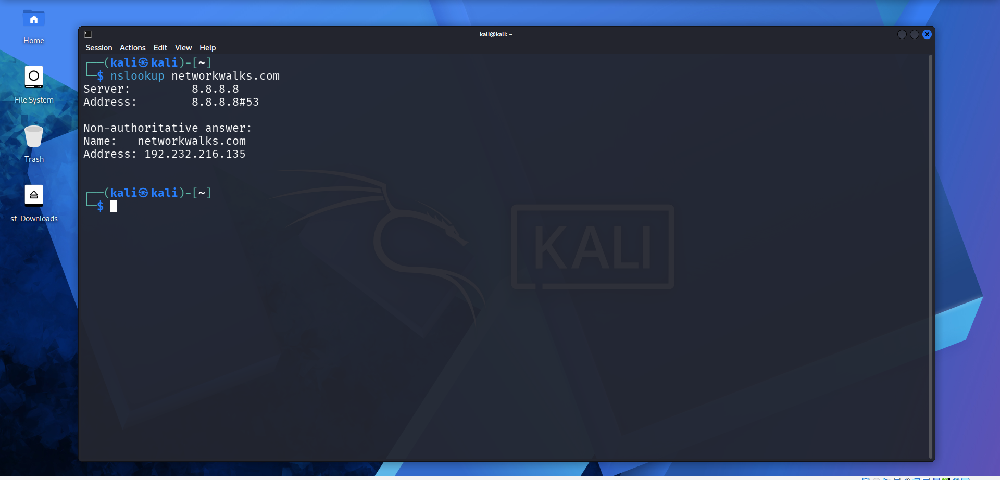 Home
File System
Trash
sf_Downloads
kali@kali: ~
Session Actions Edit View Help
┌──(kali㉿kali)-[~]
└─$ nslookup networkwalks.com
Server:		8.8.8.8
Address:	8.8.8.8#53
Non-authoritative answer:
Name:	networkwalks.com
Address: 192.232.216.135
┌──(kali㉿kali)-[~]
└─$
KALI